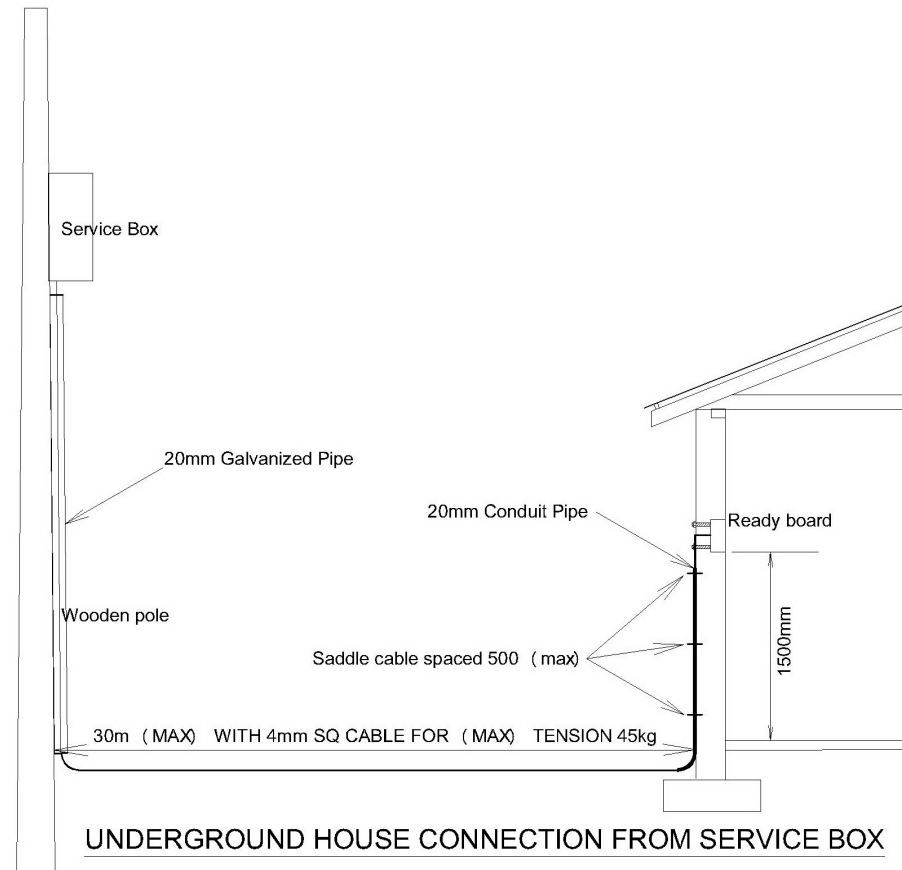 Service Box
20mm Galvanized Pipe
20mm Conduit Pipe
Ready board
Wooden pole
Saddle cable spaced 500 (max)
1500mm
30m (MAX) WITH 4mm SQ CABLE FOR (MAX) TENSION 45kg
UNDERGROUND HOUSE CONNECTION FROM SERVICE BOX